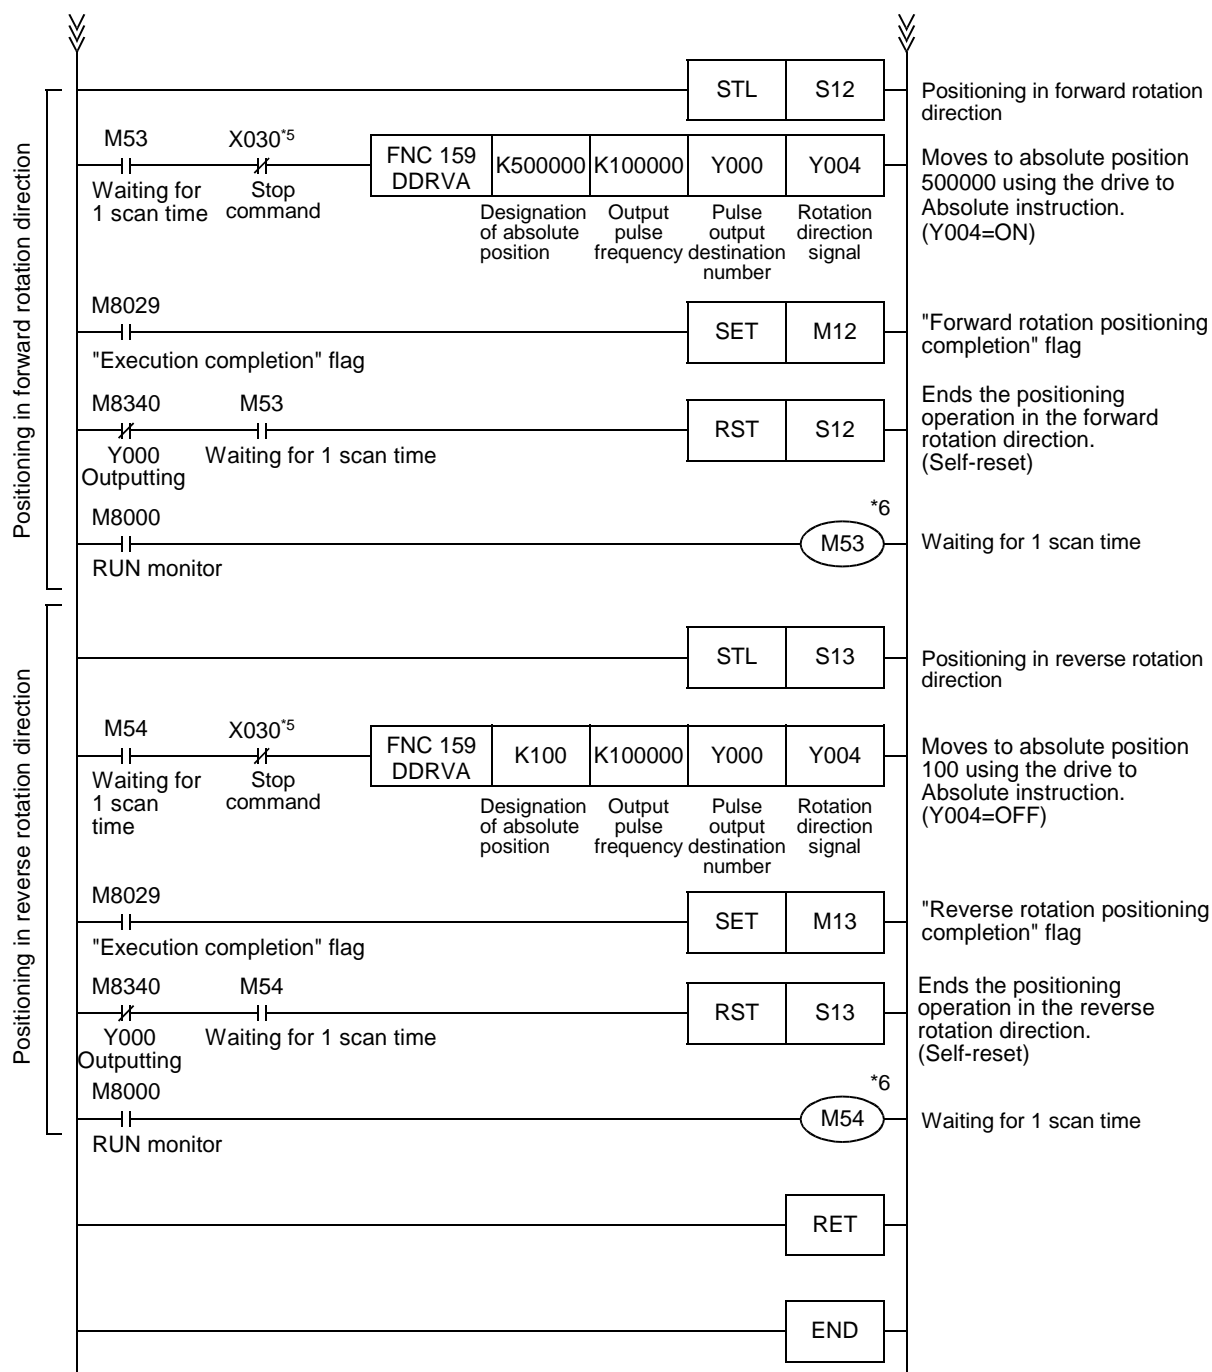 STL S12
Positioning in forward rotation
direction
Positioning in forward rotation direction
M53 X030*5
FNC 159
DDRVA
K500000 K100000 Y000 Y004
Waiting for
1 scan time
Stop
command
Designation
of absolute
position
Output
pulse
frequency
Pulse
output
destination
number
Rotation
direction
signal
Moves to absolute position
500000 using the drive to
Absolute instruction.
(Y004=ON)
M8029
"Execution completion" flag
SET M12
"Forward rotation positioning
completion" flag
M8340 M53
Y000
Outputting
Waiting for 1 scan time
RST S12
Ends the positioning
operation in the forward
rotation direction.
(Self-reset)
M8000
RUN monitor
*6
M53
Waiting for 1 scan time
STL S13
Positioning in reverse rotation
direction
Positioning in reverse rotation direction
M54 X030*5
FNC 159
DDRVA
K100 K100000 Y000 Y004
Waiting for
1 scan
time
Stop
command
Designation
of absolute
position
Output
pulse
frequency
Pulse
output
destination
number
Rotation
direction
signal
Moves to absolute position
100 using the drive to
Absolute instruction.
(Y004=OFF)
M8029
"Execution completion" flag
SET M13
"Reverse rotation positioning
completion" flag
M8340 M54
Y000
Outputting
Waiting for 1 scan time
RST S13
Ends the positioning
operation in the reverse
rotation direction.
(Self-reset)
M8000
RUN monitor
*6
M54
Waiting for 1 scan time
RET
END